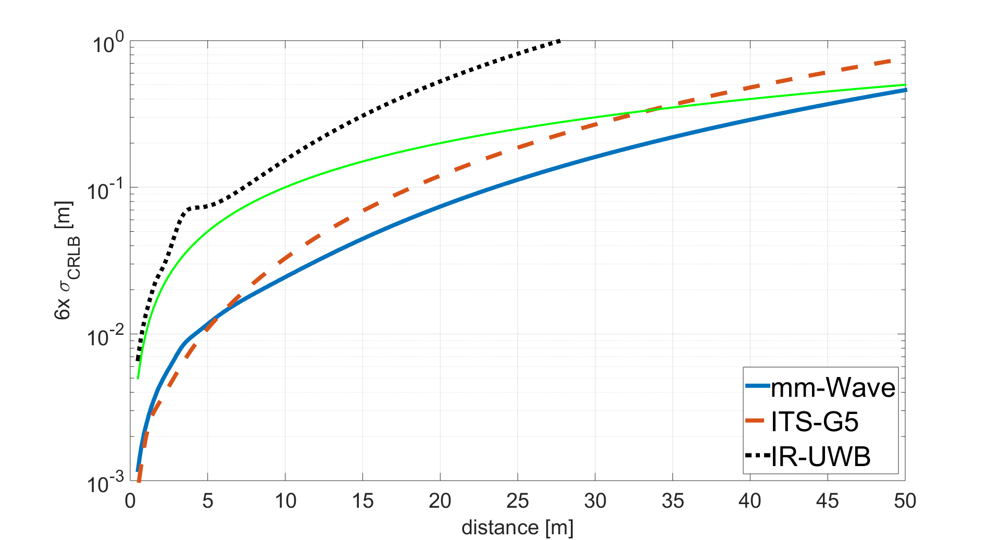 10^0
10^-1
10^-2
10^-3
6x σ_CRLB [m]
0 5 10 15 20 25 30 35 40 45 50
distance [m]
mm-Wave
ITS-G5
IR-UWB